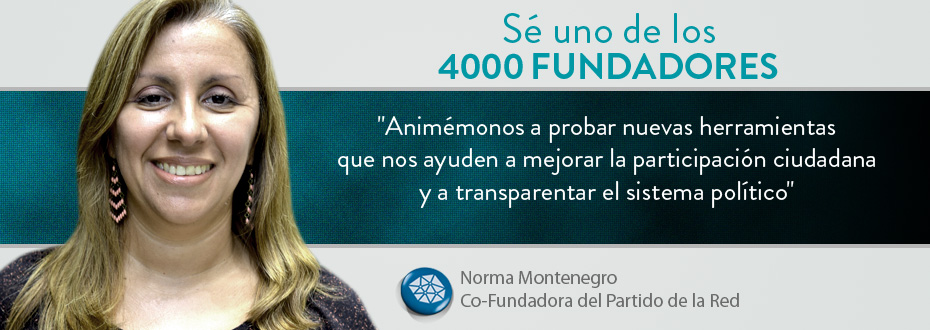 Sé uno de los
4000 FUNDADORES
"Animémonos a probar nuevas herramientas
que nos ayuden a mejorar la participación ciudadana
y a transparentar el sistema político"
Norma Montenegro
Co-Fundadora del Partido de la Red